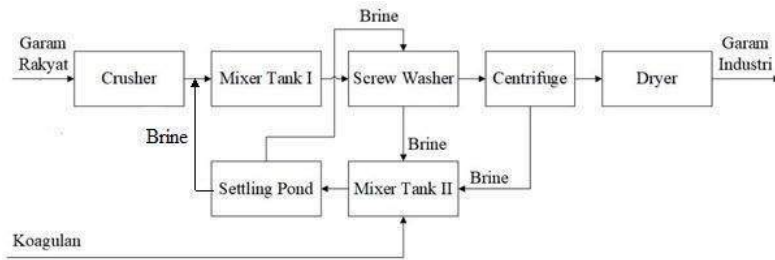 Brine
Garam
Rakyat
Crusher
Mixer Tank I
Screw Washer
Centrifuge
Dryer
Garam
Industri
Brine
Brine
Brine
Settling Pond
Mixer Tank II
Koagulan